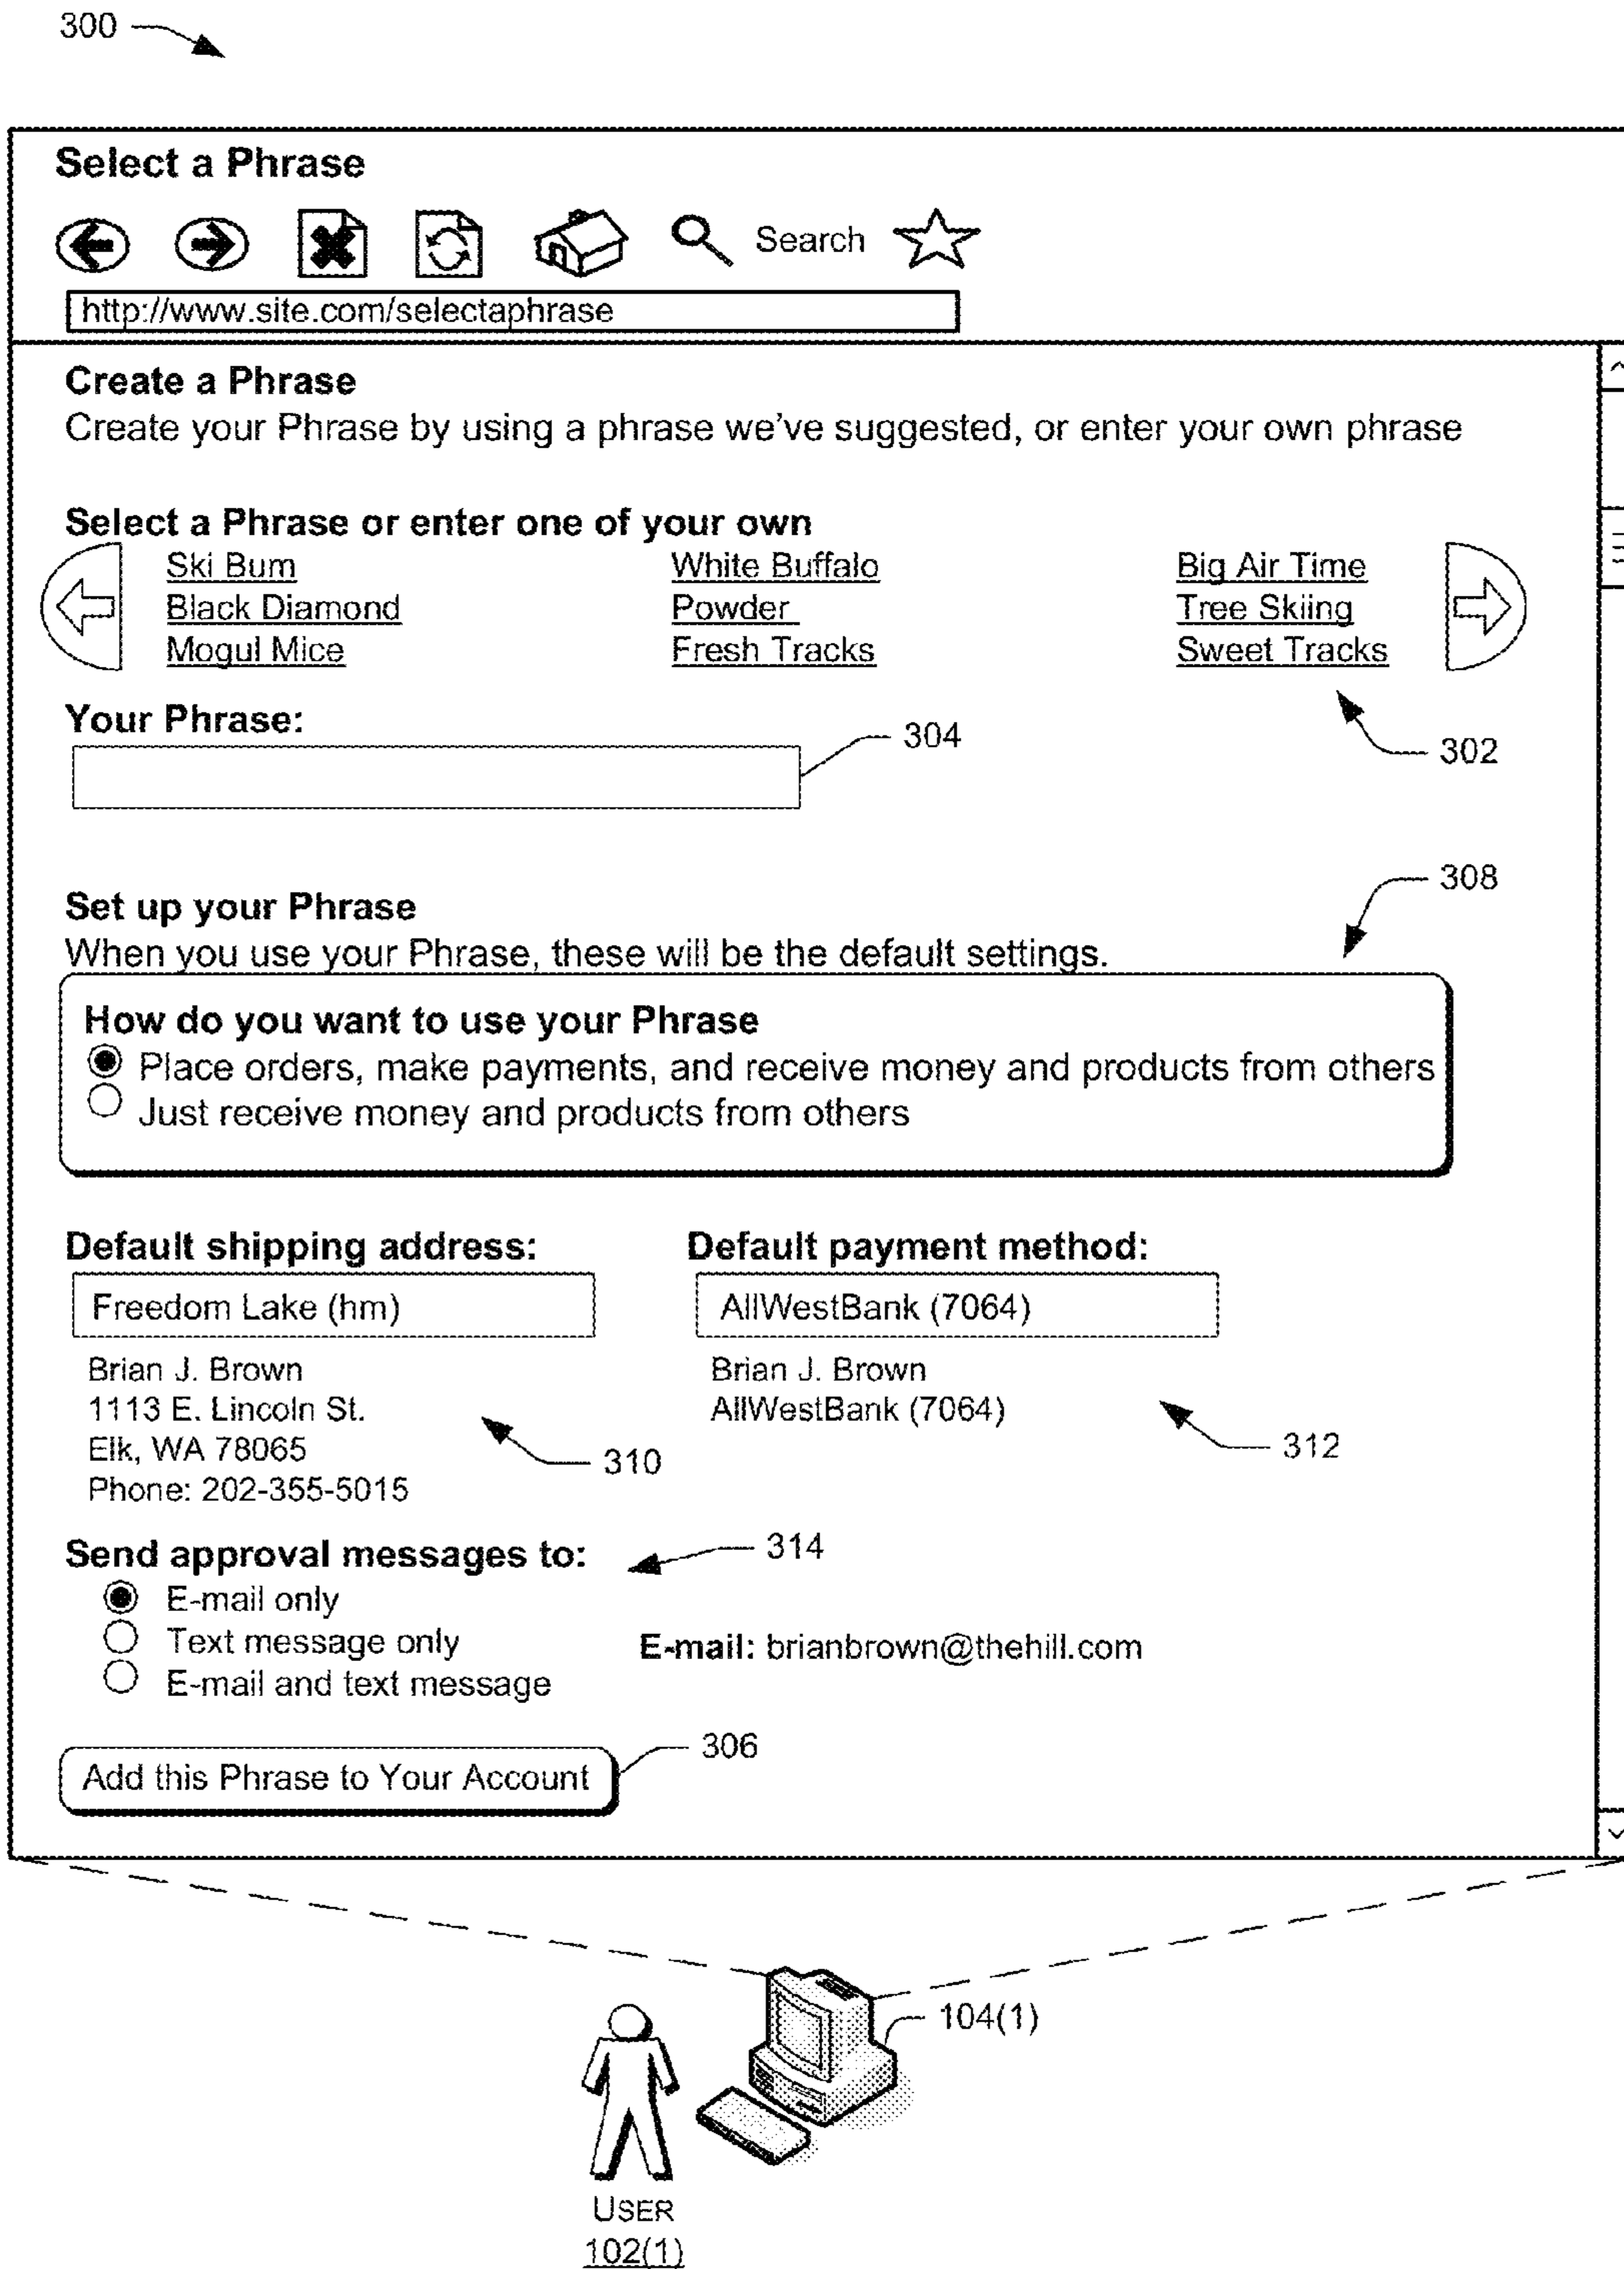 300
Select a Phrase
Search
http://www.site.com/selectaphrase
Create a Phrase
Create your Phrase by using a phrase we've suggested, or enter your own phrase
Select a Phrase or enter one of your own
Ski Bum White Buffalo Big Air Time
Black Diamond Powder Tree Skiing
Mogul Mice Fresh Tracks Sweet Tracks
Your Phrase:
304
302
308
Set up your Phrase
When you use your Phrase, these will be the default settings.
How do you want to use your Phrase
Place orders, make payments, and receive money and products from others
Just receive money and products from others
Default shipping address: Default payment method:
Freedom Lake (hm) AllWestBank (7064)
Brian J. Brown Brian J. Brown
1113 E. Lincoln St. AllWestBank (7064)
Elk, WA 78065
310
312
Phone: 202-355-5015
Send approval messages to:
314
E-mail only
Text message only
E-mail: brianbrown@thehill.com
E-mail and text message
306
Add this Phrase to Your Account
104(1)
USER
102(1)